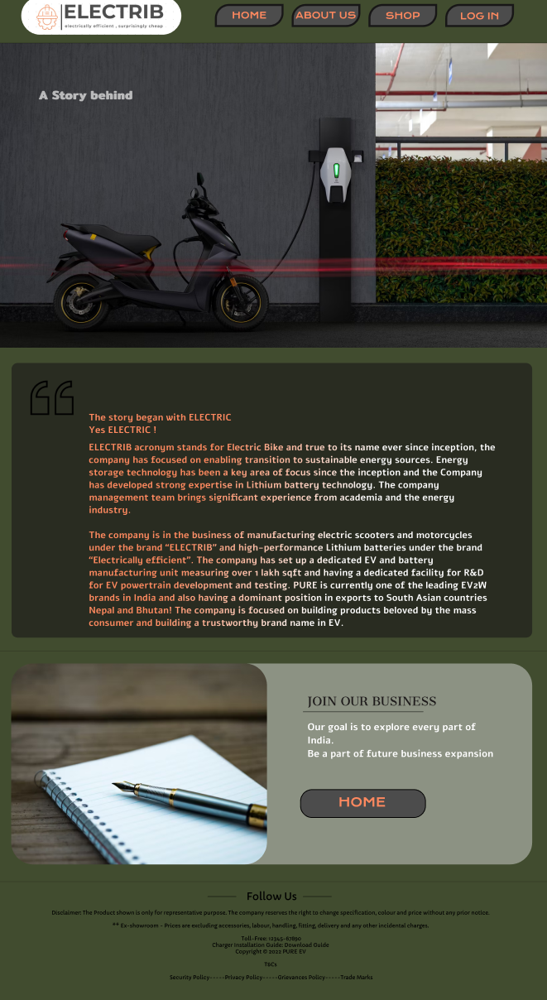 ELECTRIB
electrically efficient , surprisingly cheap
HOME
ABOUT US
SHOP
LOG IN
A Story behind
The story began with ELECTRIC
Yes ELECTRIC !
ELECTRIB acronym stands for Electric Bike and true to its name ever since inception, the
company has focused on enabling transition to sustainable energy sources. Energy
storage technology has been a key area of focus since the inception and the Company
has developed strong expertise in Lithium battery technology. The company
management team brings significant experience from academia and the energy
industry.
The company is in the business of manufacturing electric scooters and motorcycles
under the brand “ELECTRIB” and high-performance Lithium batteries under the brand
“Electrically efficient”. The company has set up a dedicated EV and battery
manufacturing unit measuring over 1 lakh sqft and having a dedicated facility for R&D
for EV powertrain development and testing. PURE is currently one of the leading EV2W
brands in India and also having a dominant position in exports to South Asian countries
Nepal and Bhutan! The company is focused on building products beloved by the mass
consumer and building a trustworthy brand name in EV.
JOIN OUR BUSINESS
Our goal is to explore every part of
India.
Be a part of future business expansion
HOME
Follow Us
Disclaimer: The Product shown is only for representative purpose. The company reserves the right to change specification, colour and price without any prior notice.
** Ex-showroom - Prices are excluding accessories, labour, handling, fitting, delivery and any other incidental charges.
Toll-Free: 12345-67890
Charger Installation Guide: Download Guide
Copyright © 2022 PURE EV
T&Cs
Security Policy-----Privacy Policy-----Grievances Policy-----Trade Marks